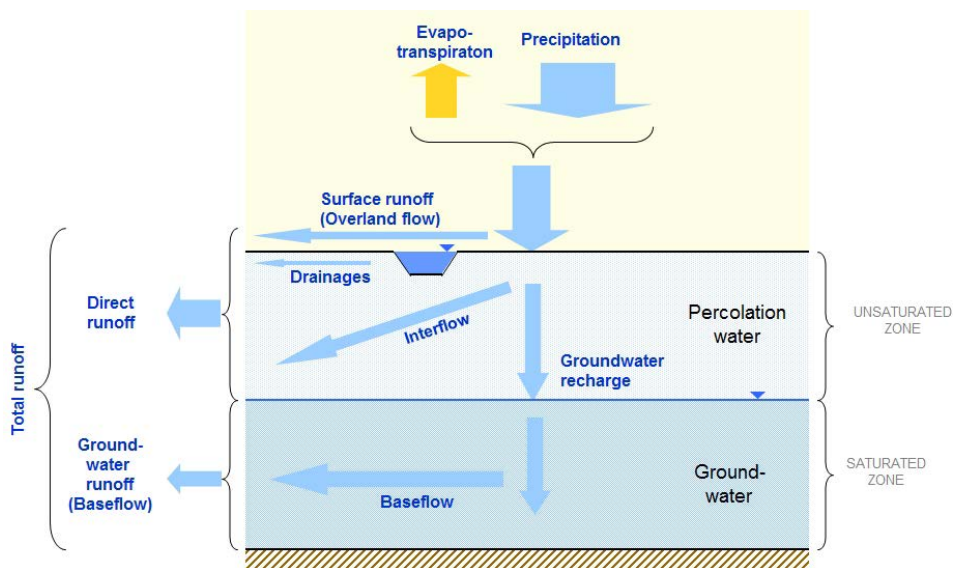 Evapo-
transpiraton
Precipitation
Surface runoff
(Overland flow)
Drainages
Direct
runoff
Interflow
Percolation
water
UNSATURATED
ZONE
Groundwater
recharge
Total runoff
Ground-
water
runoff
(Baseflow)
Baseflow
Ground-
water
SATURATED
ZONE